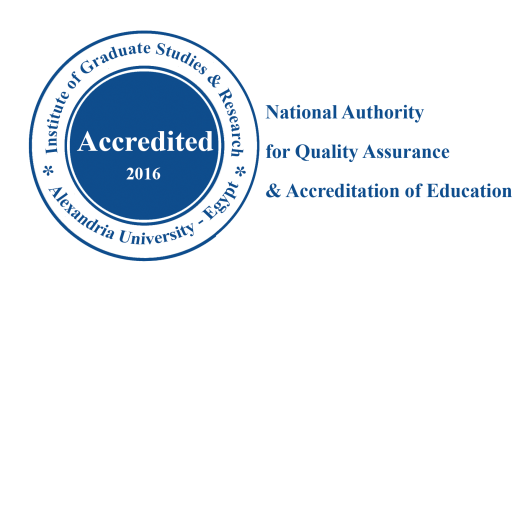 Institute of Graduate Studies & Research
Accredited
2016
* Alexandria University - Egypt *
National Authority
for Quality Assurance
& Accreditation of Education